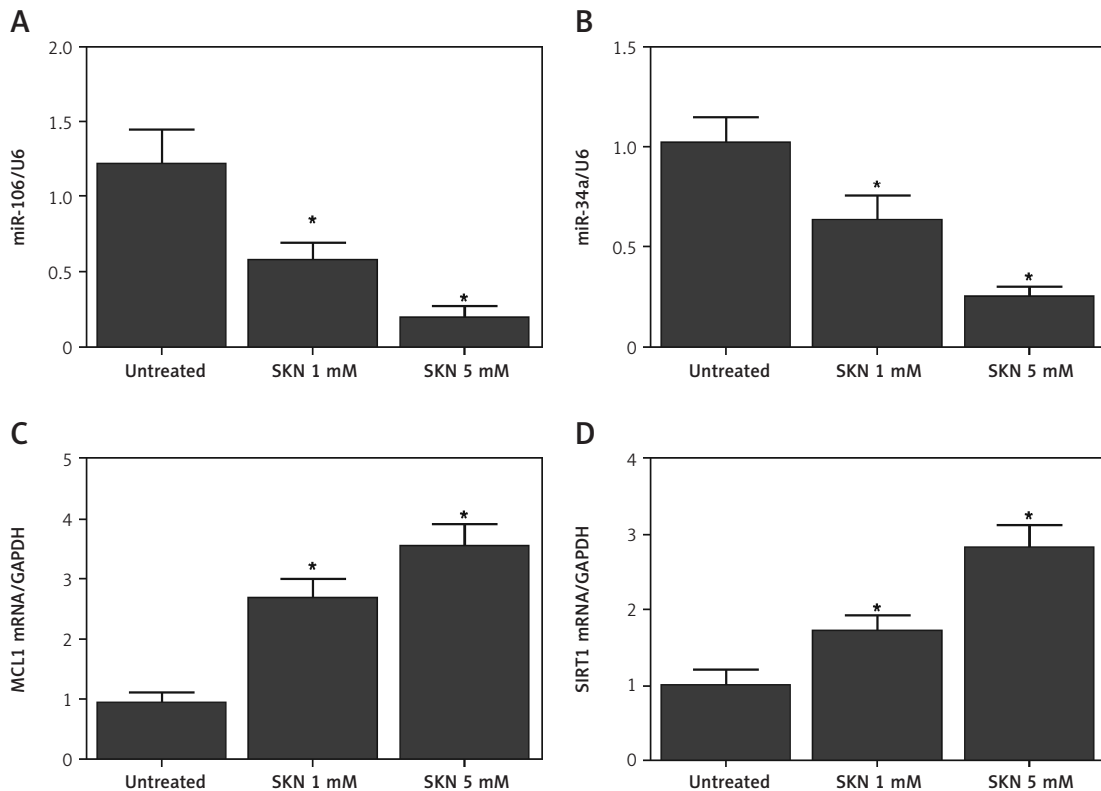 A
miR-106/U6
2.0
1.5
1.0
0.5
0
*
*
Untreated
SKN 1 mM
SKN 5 mM
B
miR-34a/U6
1.5
1.0
0.5
0
*
*
Untreated
SKN 1 mM
SKN 5 mM
C
MCL1 mRNA/GAPDH
5
4
3
2
1
0
*
*
Untreated
SKN 1 mM
SKN 5 mM
D
SIRT1 mRNA/GAPDH
4
3
2
1
0
*
*
Untreated
SKN 1 mM
SKN 5 mM